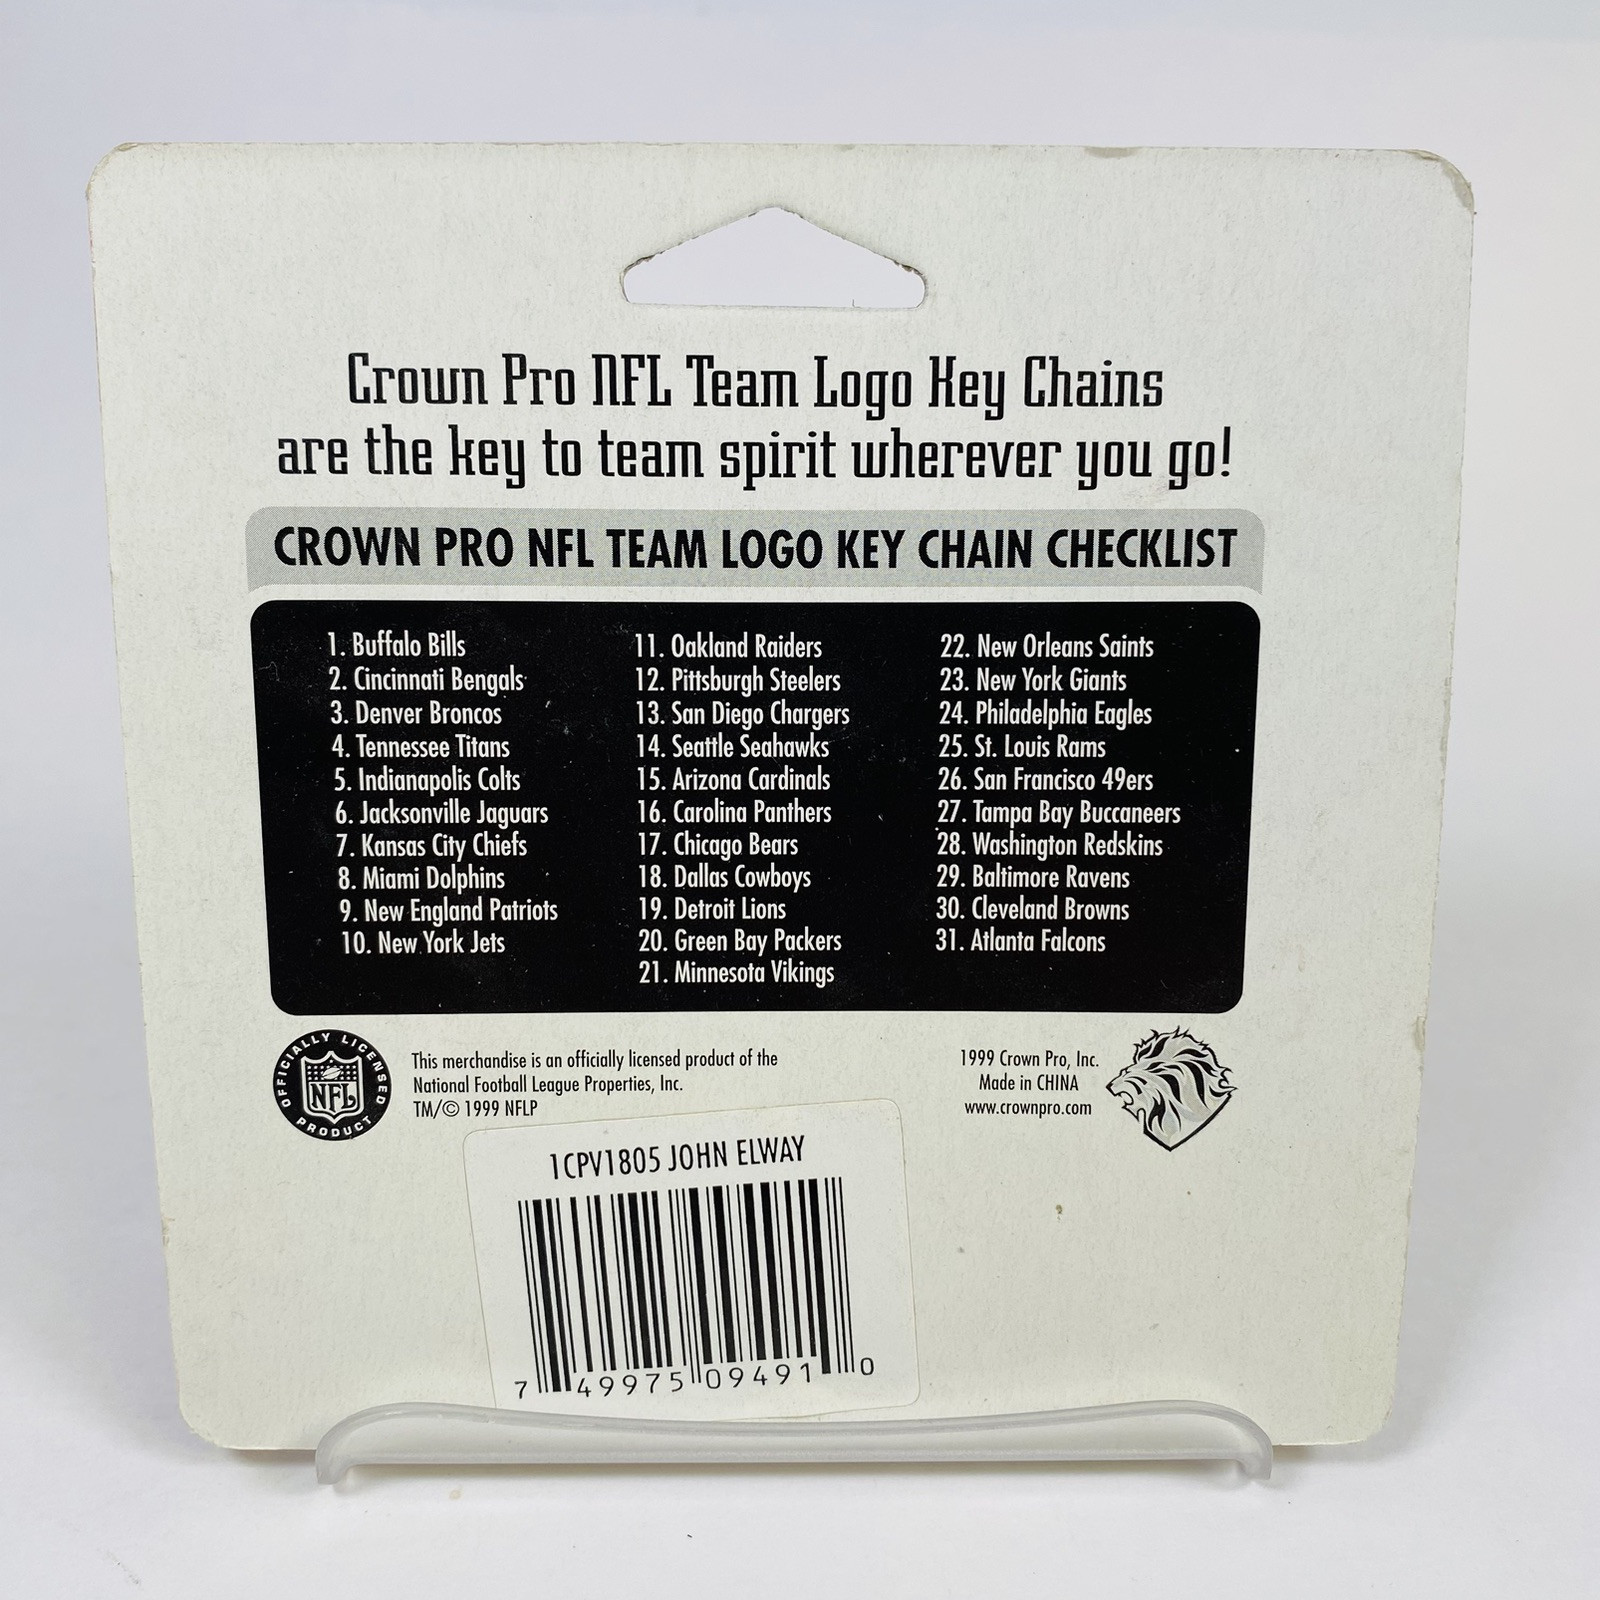 Crown Pro NFL Team Logo Key Chains
are the key to team spirit wherever you go!
CROWN PRO NFL TEAM LOGO KEY CHAIN CHECKLIST
1. Buffalo Bills
2. Cincinnati Bengals
3. Denver Broncos
4. Tennessee Titans
5. Indianapolis Colts
6. Jacksonville Jaguars
7. Kansas City Chiefs
8. Miami Dolphins
9. New England Patriots
10. New York Jets
11. Oakland Raiders
12. Pittsburgh Steelers
13. San Diego Chargers
14. Seattle Seahawks
15. Arizona Cardinals
16. Carolina Panthers
17. Chicago Bears
18. Dallas Cowboys
19. Detroit Lions
20. Green Bay Packers
21. Minnesota Vikings
22. New Orleans Saints
23. New York Giants
24. Philadelphia Eagles
25. St. Louis Rams
26. San Francisco 49ers
27. Tampa Bay Buccaneers
28. Washington Redskins
29. Baltimore Ravens
30. Cleveland Browns
31. Atlanta Falcons
OFFICIALLY LICENSED
NFL
PRODUCT
This merchandise is an officially licensed product of the
National Football League Properties, Inc.
TM/© 1999 NFLP
1999 Crown Pro, Inc.
Made in CHINA
www.crownpro.com
1CPV1805 JOHN ELWAY
7 49975 09491 0